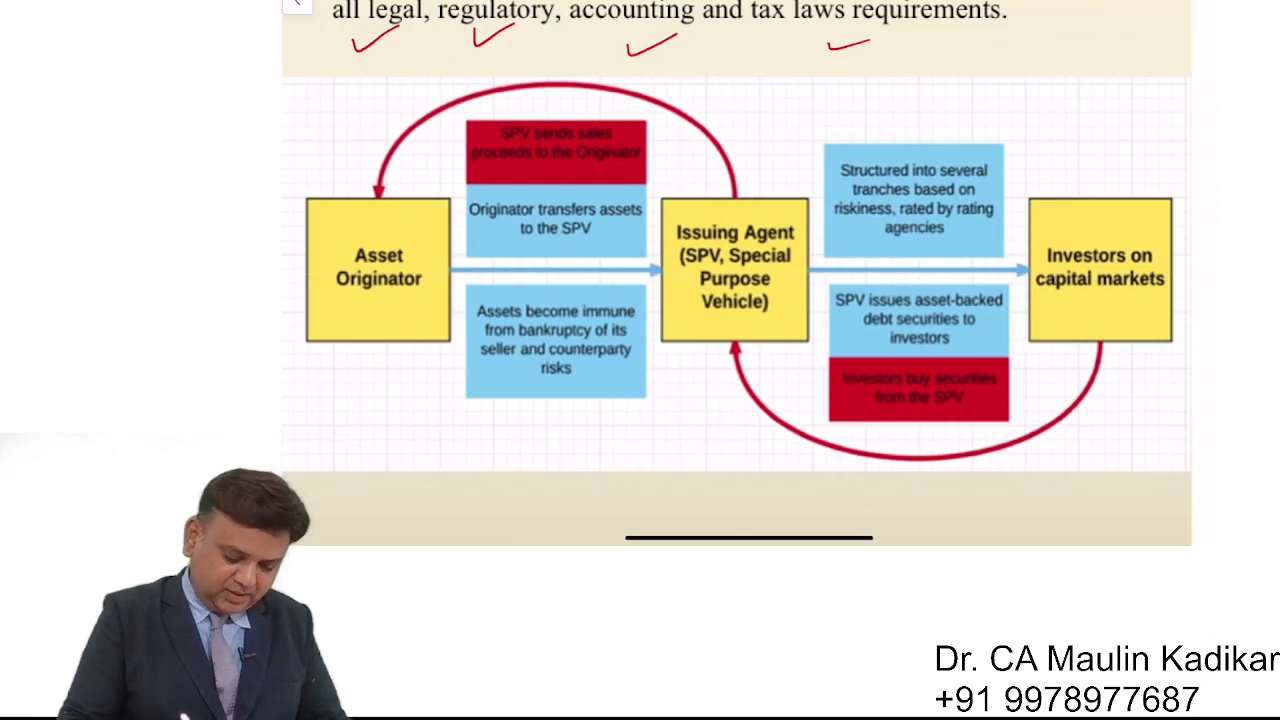 all legal, regulatory, accounting and tax laws requirements.
SPV sends sales
proceeds to the Originator
Originator transfers assets
to the SPV
Asset
Originator
Assets become immune
from bankruptcy of its
seller and counterparty
risks
Issuing Agent
(SPV, Special
Purpose
Vehicle)
Structured into several
tranches based on
riskiness, rated by rating
agencies
SPV issues asset-backed
debt securities to
investors
Investors buy securities
from the SPV
Investors on
capital markets
Dr. CA Maulin Kadikar
+91 9978977687